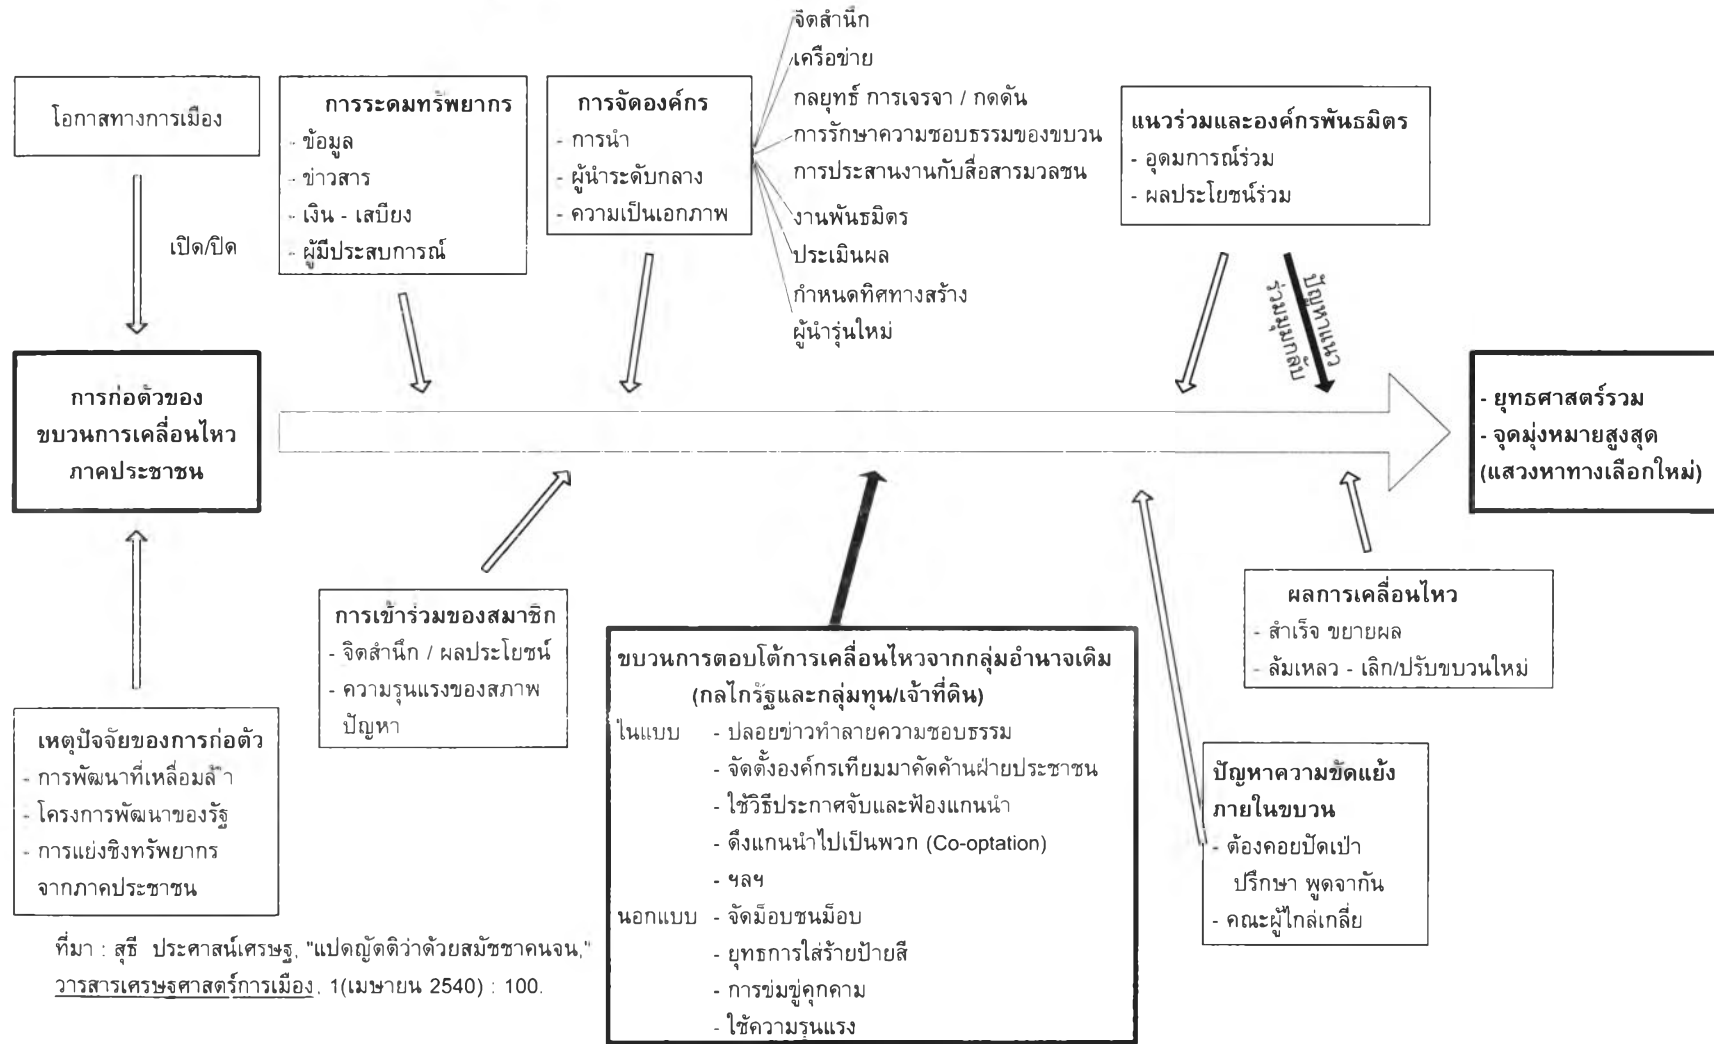 โอกาสทางการเมือง
เปิด/ปิด
การระดมทรัพยากร
- ข้อมูล
- ข่าวสาร
- เงิน - เสบียง
- ผู้มีประสบการณ์
การจัดองค์กร
- การนำ
- ผู้นำระดับกลาง
- ความเป็นเอกภาพ
จิตสำนึก
เครือข่าย
กลยุทธ์ การเจรจา / กดดัน
การรักษาความชอบธรรมของขบวน
การประสานงานกับสื่อสารมวลชน
งานพันธมิตร
ประเมินผล
กำหนดทิศทางสร้าง
ผู้นำรุ่นใหม่
แนวร่วมและองค์กรพันธมิตร
- อุดมการณ์ร่วม
- ผลประโยชน์ร่วม
ปัญหาแนว
ร่วมมุมกลับ
การก่อตัวของ
ขบวนการเคลื่อนไหว
ภาคประชาชน
- ยุทธศาสตร์รวม
- จุดมุ่งหมายสูงสุด
(แสวงหาทางเลือกใหม่)
เหตุปัจจัยของการก่อตัว
- การพัฒนาที่เหลื่อมล้ำ
- โครงการพัฒนาของรัฐ
- การแย่งชิงทรัพยากร
จากภาคประชาชน
การเข้าร่วมของสมาชิก
- จิตสำนึก / ผลประโยชน์
- ความรุนแรงของสภาพ
ปัญหา
ขบวนการตอบโต้การเคลื่อนไหวจากกลุ่มอำนาจเดิม
(กลไกรัฐและกลุ่มทุน/เจ้าที่ดิน)
ในแบบ - ปลอยข่าวทำลายความชอบธรรม
- จัดตั้งองค์กรเทียมมาคัดค้านฝ่ายประชาชน
- ใช้วิธีประกาศจับและฟ้องแกนนำ
- ดึงแกนนำไปเป็นพวก (Co-optation)
- ฯลฯ
นอกแบบ - จัดม็อบชนม็อบ
- ยุทธการใส่ร้ายป้ายสี
- การข่มขู่คุกคาม
- ใช้ความรุนแรง
ผลการเคลื่อนไหว
- สำเร็จ ขยายผล
- ล้มเหลว - เลิก/ปรับขบวนใหม่
ปัญหาความขัดแย้ง
ภายในขบวน
- ต้องคอยปัดเป่า
ปรึกษา พูดจากัน
- คณะผู้ไกล่เกลี่ย
ที่มา : สุธี ประศาสน์เศรษฐ, "แปดญัตติว่าด้วยสมัชชาคนจน,"
วารสารเศรษฐศาสตร์การเมือง. 1(เมษายน 2540) : 100.